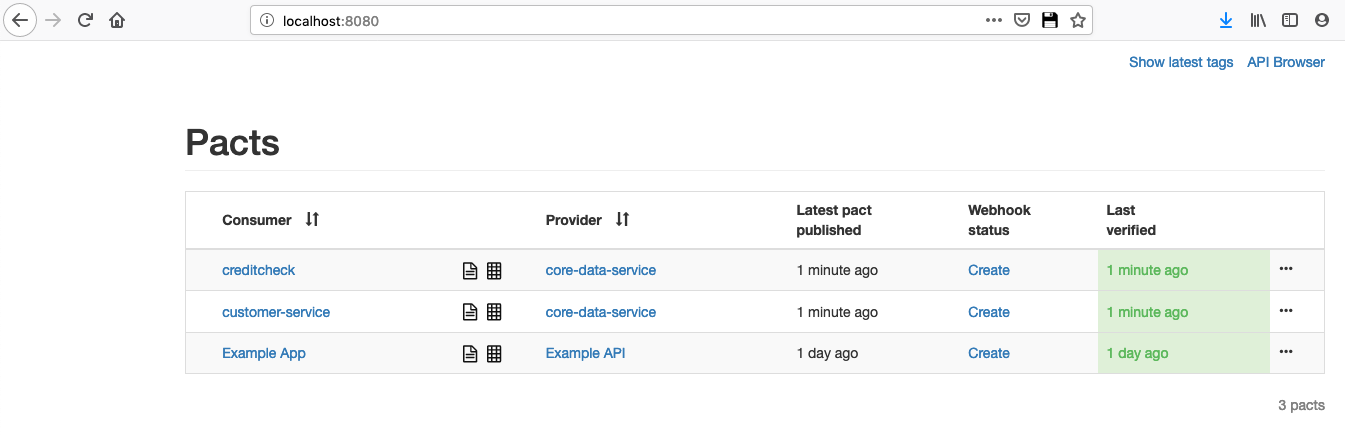 localhost:8080
Show latest tags API Browser
Pacts
Consumer Provider Latest pact published Webhook status Last verified
creditcheck core-data-service 1 minute ago Create 1 minute ago
customer-service core-data-service 1 minute ago Create 1 minute ago
Example App Example API 1 day ago Create 1 day ago
3 pacts